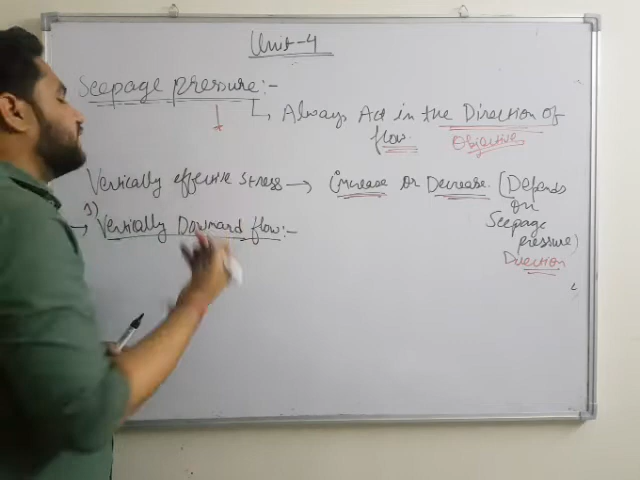 Unit-4
Seepage pressure:-
Always Act in the Direction of
flow.
Objective
Vertically effective stress → increase or Decrease. (Depends
on
Seepage
pressure)
Direction
→ 1) Vertically Downward flow:-